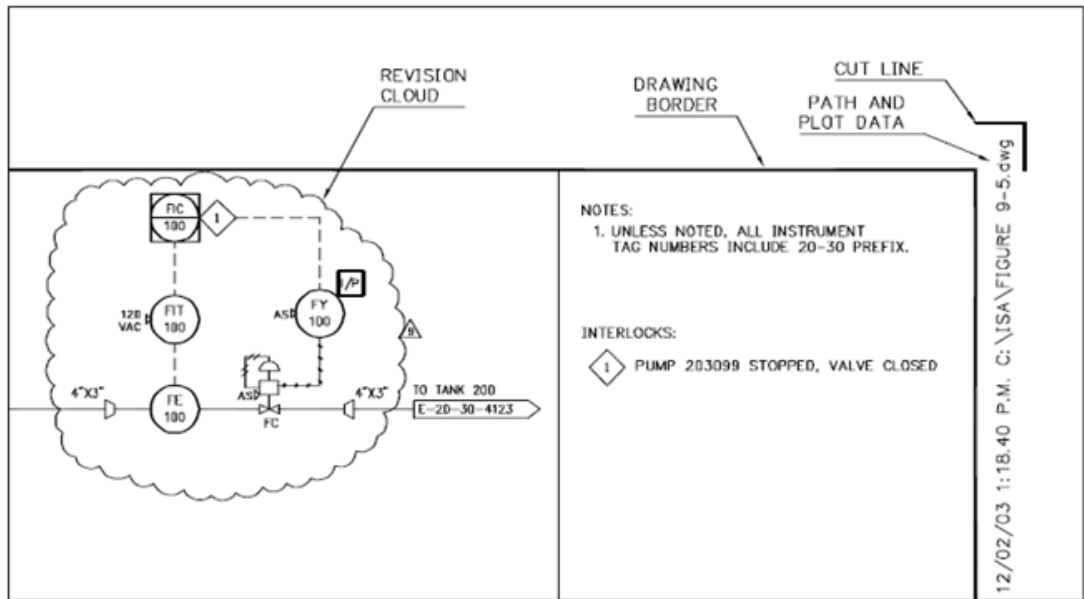 REVISION
CLOUD
DRAWING
BORDER
CUT LINE
PATH AND
PLOT DATA
FIC
100
1
I/P
120
VAC
FIT
100
AS
FY
100
9
4"X3"
FE
100
AS
FC
4"X3"
TO TANK 200
E-20-30-4123
NOTES:
1. UNLESS NOTED, ALL INSTRUMENT
TAG NUMBERS INCLUDE 20-30 PREFIX.
INTERLOCKS:
1 PUMP 203099 STOPPED, VALVE CLOSED
12/02/03 1:18.40 P.M. C:\ISA\FIGURE 9-5.dwg